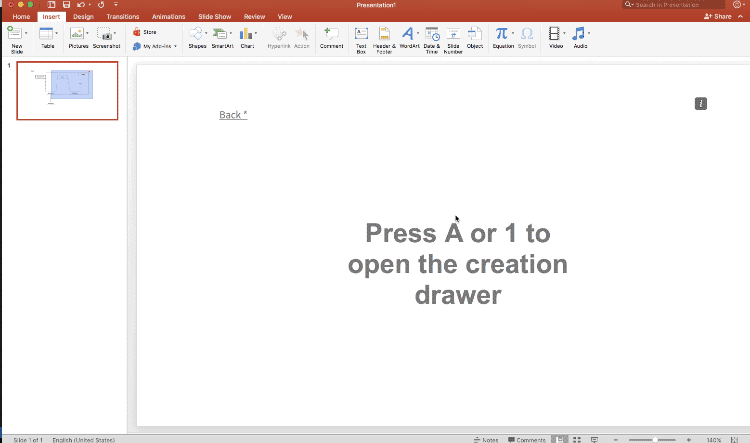 Presentation1
Search in Presentation
Home Insert Design Transitions Animations Slide Show Review View
Share
New Slide
Table
Pictures
Screenshot
Store
My Add-ins
Shapes
SmartArt
Chart
Hyperlink
Action
Comment
Text Box
Header & Footer
WordArt
Date & Time
Slide Number
Object
Equation
Symbol
Video
Audio
1
Back *
i
Press A or 1 to
open the creation
drawer
Slide 1 of 1 English (United States) Notes Comments 140%